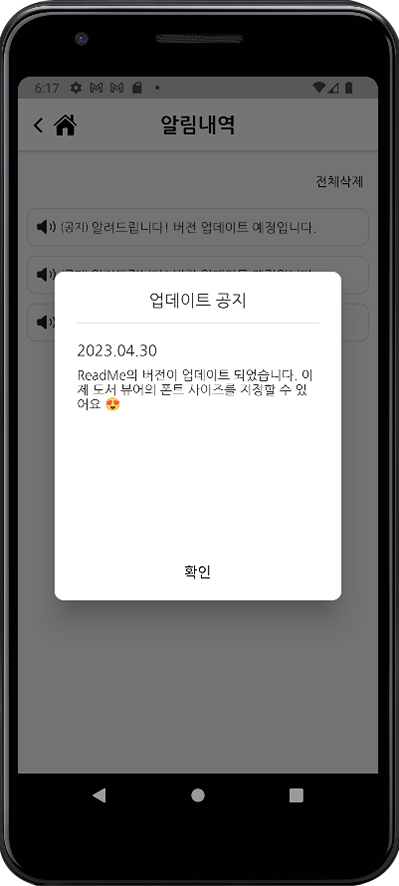 6:17
알림내역
전체삭제
(공지) 알려드립니다! 버전 업데이트 예정입니다.
업데이트 공지
2023.04.30
ReadMe의 버전이 업데이트 되었습니다. 이
제 도서 뷰어의 폰트 사이즈를 지정할 수 있
어요 😍
확인